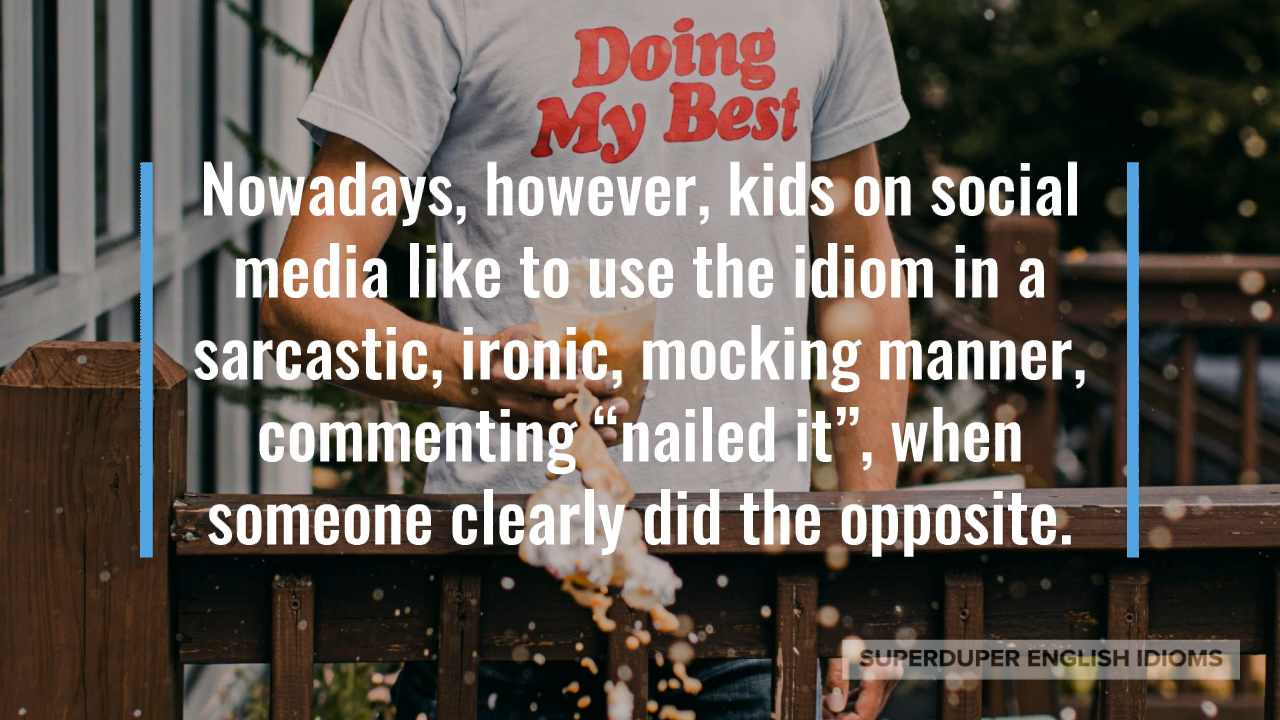 Doing
My Best
Nowadays, however, kids on social
media like to use the idiom in a
sarcastic, ironic, mocking manner,
commenting “nailed it”, when
someone clearly did the opposite.
SUPERDUPER ENGLISH IDIOMS